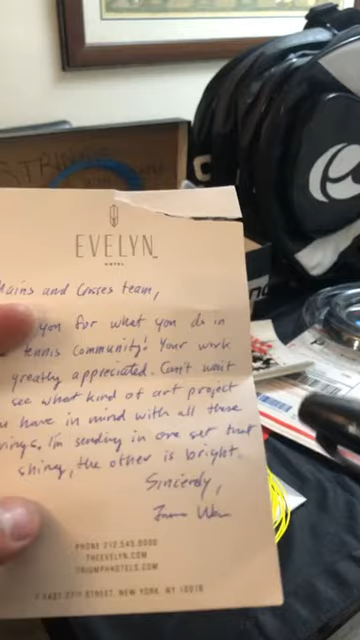 STRING
EVELYN
HOTEL
Mains and Crosses team,
you for what you do in
tennis community! Your work
greatly appreciated. Can't wait
see what kind of art project
have in mind with all these
I'm sending in one set that
the other is bright.
Sincerely,
PHONE 212.545.8000
THEEVELYN.COM
TRIUMPHHOTELS.COM
7 EAST 27TH STREET, NEW YORK, NY 10016